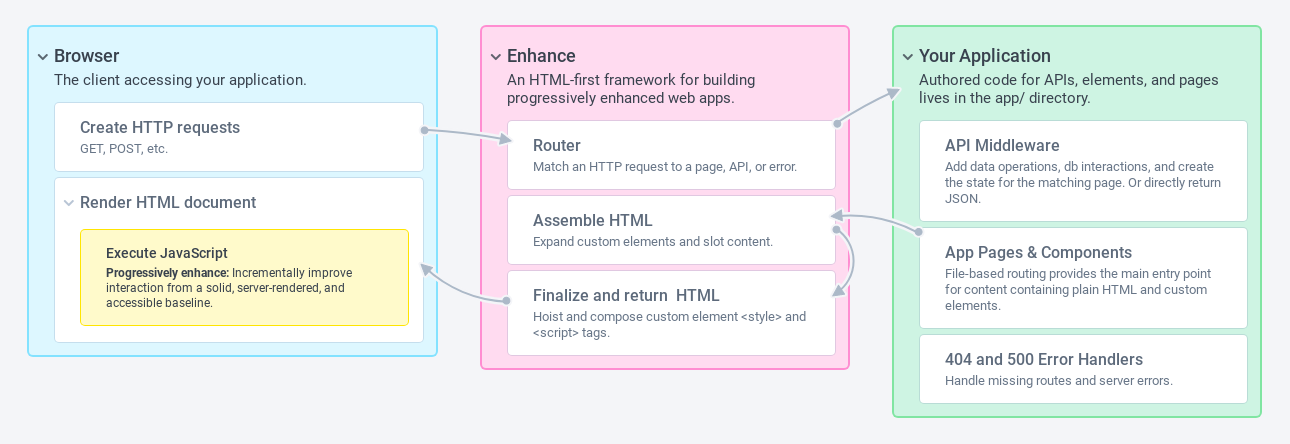 Browser
The client accessing your application.
Create HTTP requests
GET, POST, etc.
Render HTML document
Execute JavaScript
Progressively enhance: Incrementally improve
interaction from a solid, server-rendered, and
accessible baseline.
Enhance
An HTML-first framework for building
progressively enhanced web apps.
Router
Match an HTTP request to a page, API, or error.
Assemble HTML
Expand custom elements and slot content.
Finalize and return  HTML
Hoist and compose custom element <style> and
<script> tags.
Your Application
Authored code for APIs, elements, and pages
lives in the app/ directory.
API Middleware
Add data operations, db interactions, and create
the state for the matching page. Or directly return
JSON.
App Pages & Components
File-based routing provides the main entry point
for content containing plain HTML and custom
elements.
404 and 500 Error Handlers
Handle missing routes and server errors.